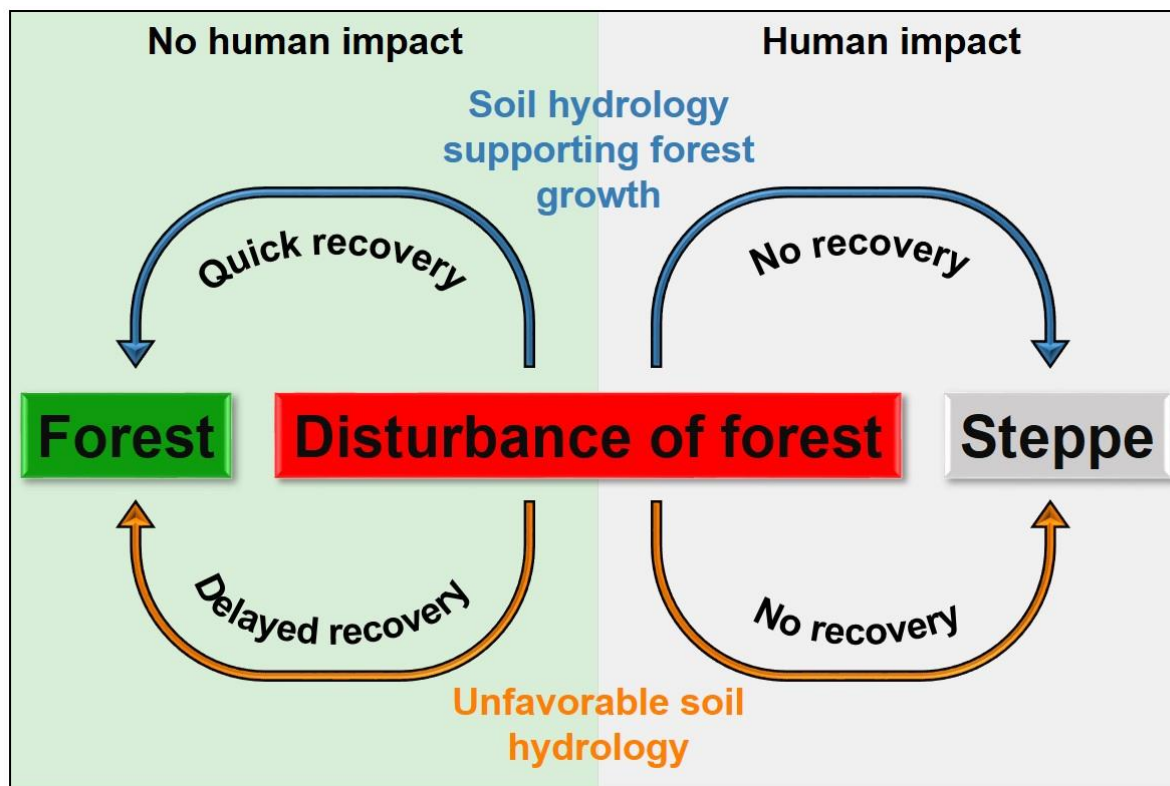 No human impact
Human impact
Soil hydrology
supporting forest
growth
Quick recovery
No recovery
Forest
Disturbance of forest
Steppe
Delayed recovery
No recovery
Unfavorable soil
hydrology